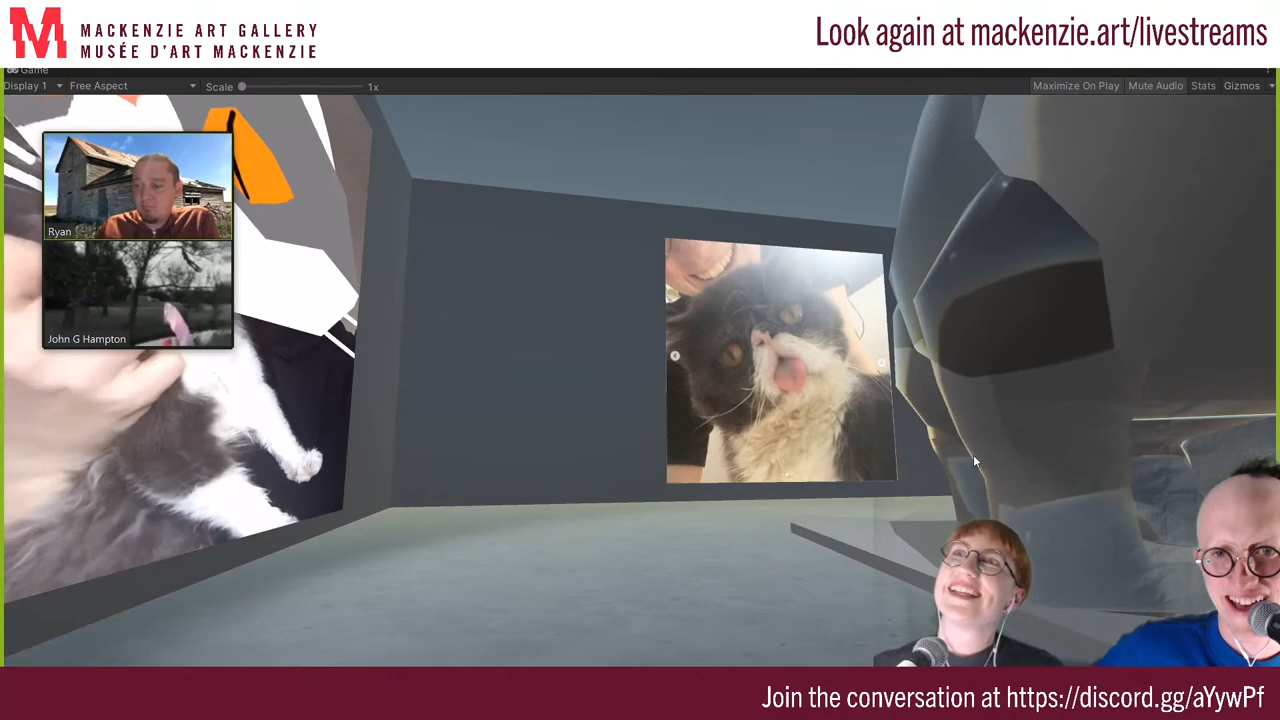 MACKENZIE ART GALLERY
MUSÉE D'ART MACKENZIE
Look again at mackenzie.art/livestreams
Game
Display 1 Free Aspect Scale 1x Maximize On Play Mute Audio Stats Gizmos
Ryan
John G Hampton
Join the conversation at https://discord.gg/aYywPf